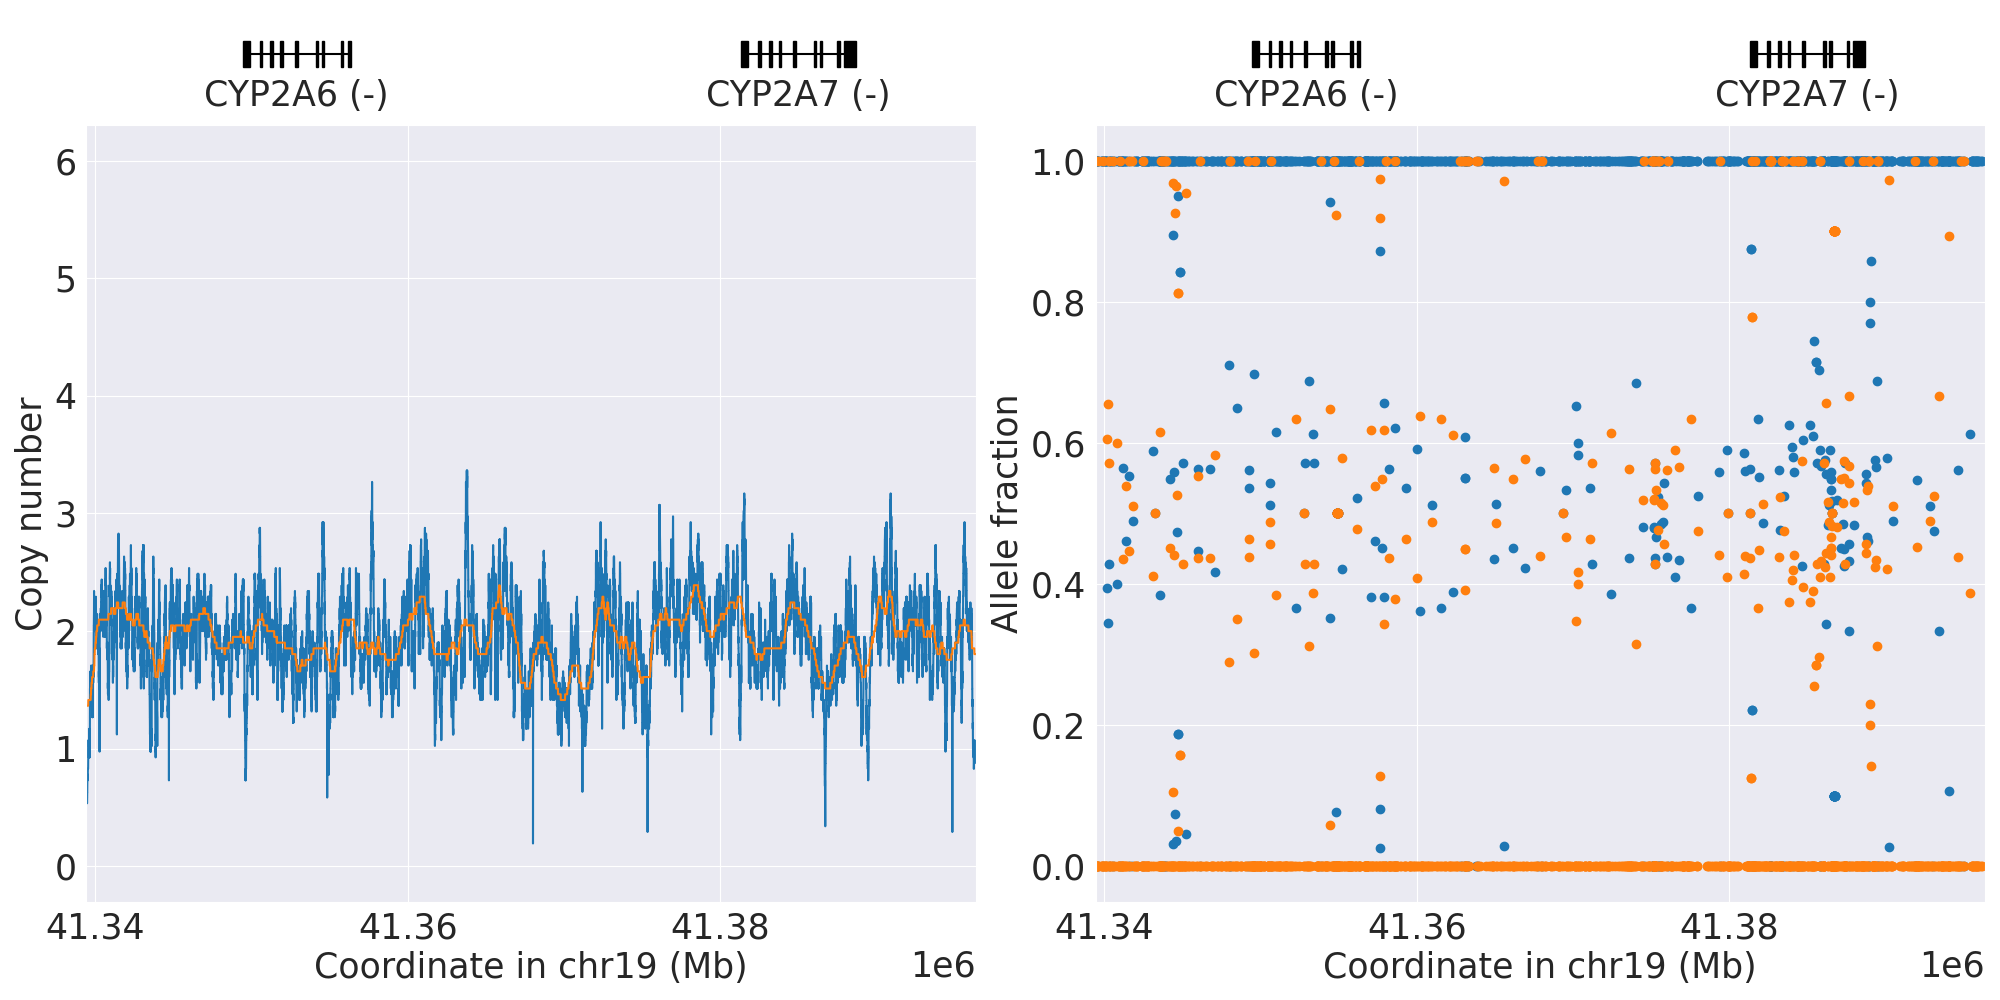 CYP2A6 (-) CYP2A7 (-)
6
5
4
3
2
1
0
Copy number
41.34 41.36 41.38
Coordinate in chr19 (Mb) 1e6
CYP2A6 (-) CYP2A7 (-)
1.0
0.8
0.6
0.4
0.2
0.0
Allele fraction
41.34 41.36 41.38
Coordinate in chr19 (Mb) 1e6